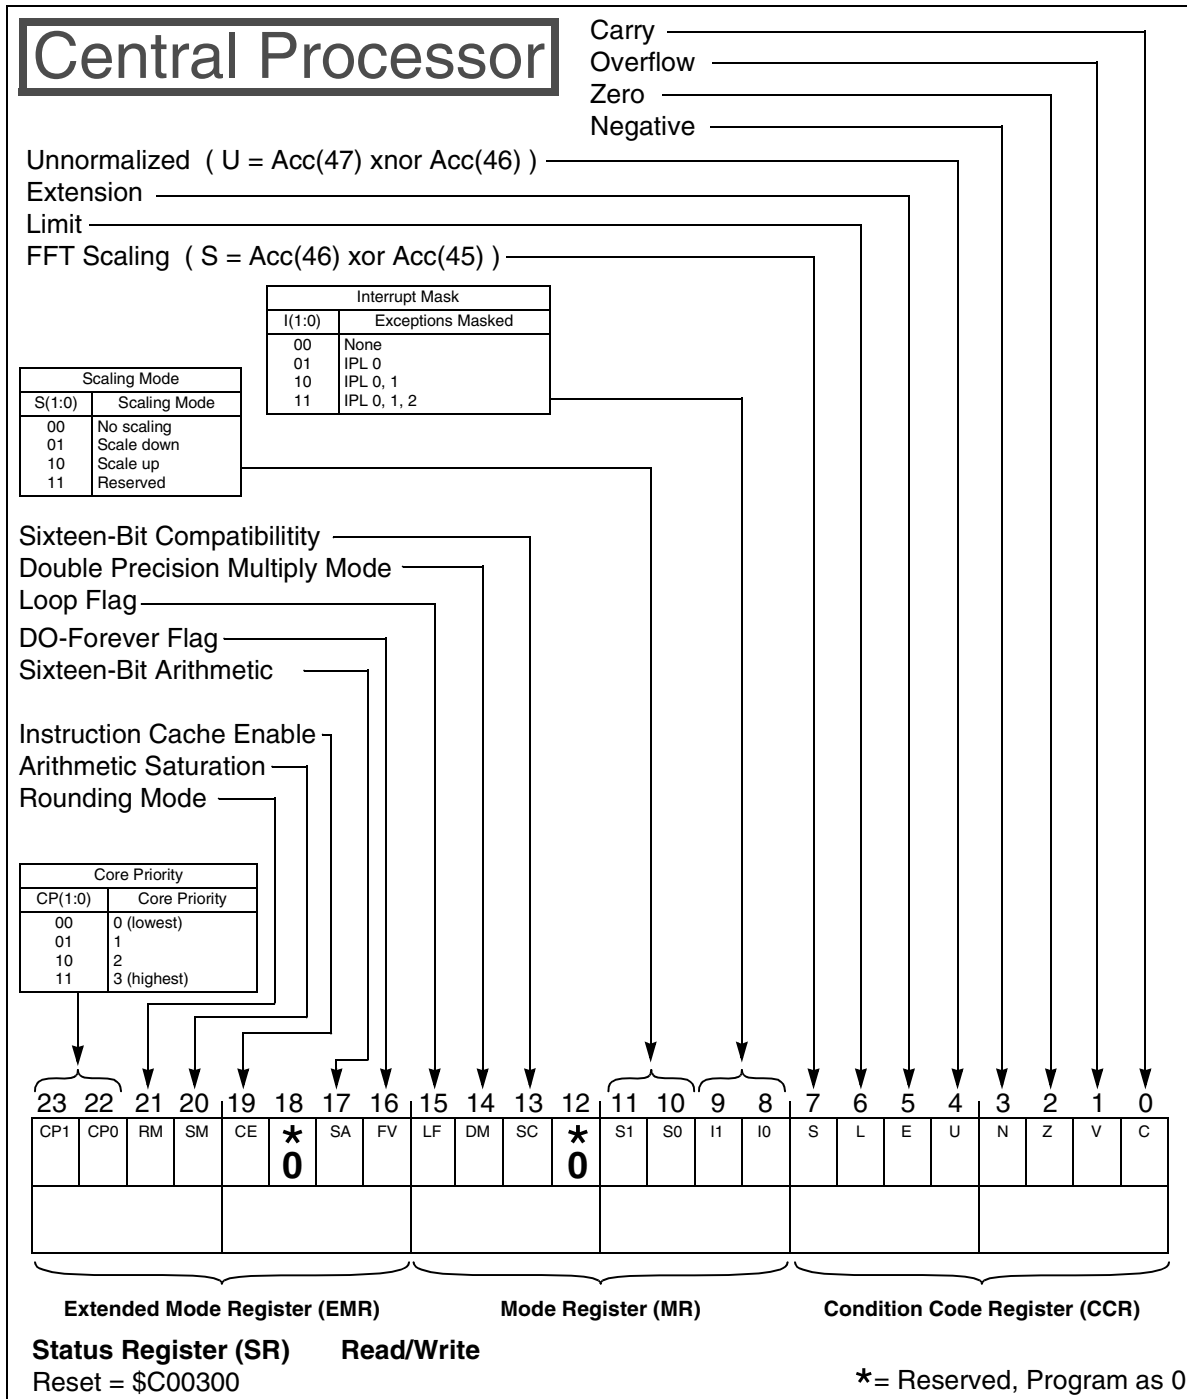 Central Processor
Carry
Overflow
Zero
Negative
Unnormalized ( U = Acc(47) xnor Acc(46) )
Extension
Limit
FFT Scaling ( S = Acc(46) xor Acc(45) )
Interrupt Mask
I(1:0) Exceptions Masked
00 None
01 IPL 0
10 IPL 0, 1
11 IPL 0, 1, 2
Scaling Mode
S(1:0) Scaling Mode
00 No scaling
01 Scale down
10 Scale up
11 Reserved
Sixteen-Bit Compatibilitity
Double Precision Multiply Mode
Loop Flag
DO-Forever Flag
Sixteen-Bit Arithmetic
Instruction Cache Enable
Arithmetic Saturation
Rounding Mode
Core Priority
CP(1:0) Core Priority
00 0 (lowest)
01 1
10 2
11 3 (highest)
23 22 21 20 19 18 17 16 15 14 13 12 11 10 9 8 7 6 5 4 3 2 1 0
CP1 CP0 RM SM CE * SA FV LF DM SC * S1 S0 I1 I0 S L E U N Z V C
0 0
Extended Mode Register (EMR) Mode Register (MR) Condition Code Register (CCR)
Status Register (SR) Read/Write
Reset = $C00300
*= Reserved, Program as 0